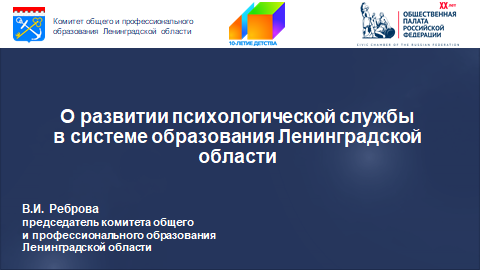 Комитет общего и профессионального
образования Ленинградской области
10-ЛЕТИЕ ДЕТСТВА
XX лет
ОБЩЕСТВЕННАЯ
ПАЛАТА
РОССИЙСКОЙ
ФЕДЕРАЦИИ
CIVIC CHAMBER OF THE RUSSIAN FEDERATION
О развитии психологической службы
в системе образования Ленинградской
области
В.И. Реброва
председатель комитета общего
и профессионального образования
Ленинградской области